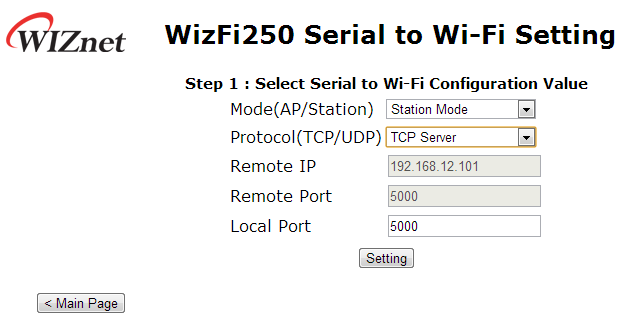 WIZnet
WizFi250 Serial to Wi-Fi Setting
Step 1 : Select Serial to Wi-Fi Configuration Value
Mode(AP/Station) Station Mode
Protocol(TCP/UDP) TCP Server
Remote IP 192.168.12.101
Remote Port 5000
Local Port 5000
Setting
< Main Page